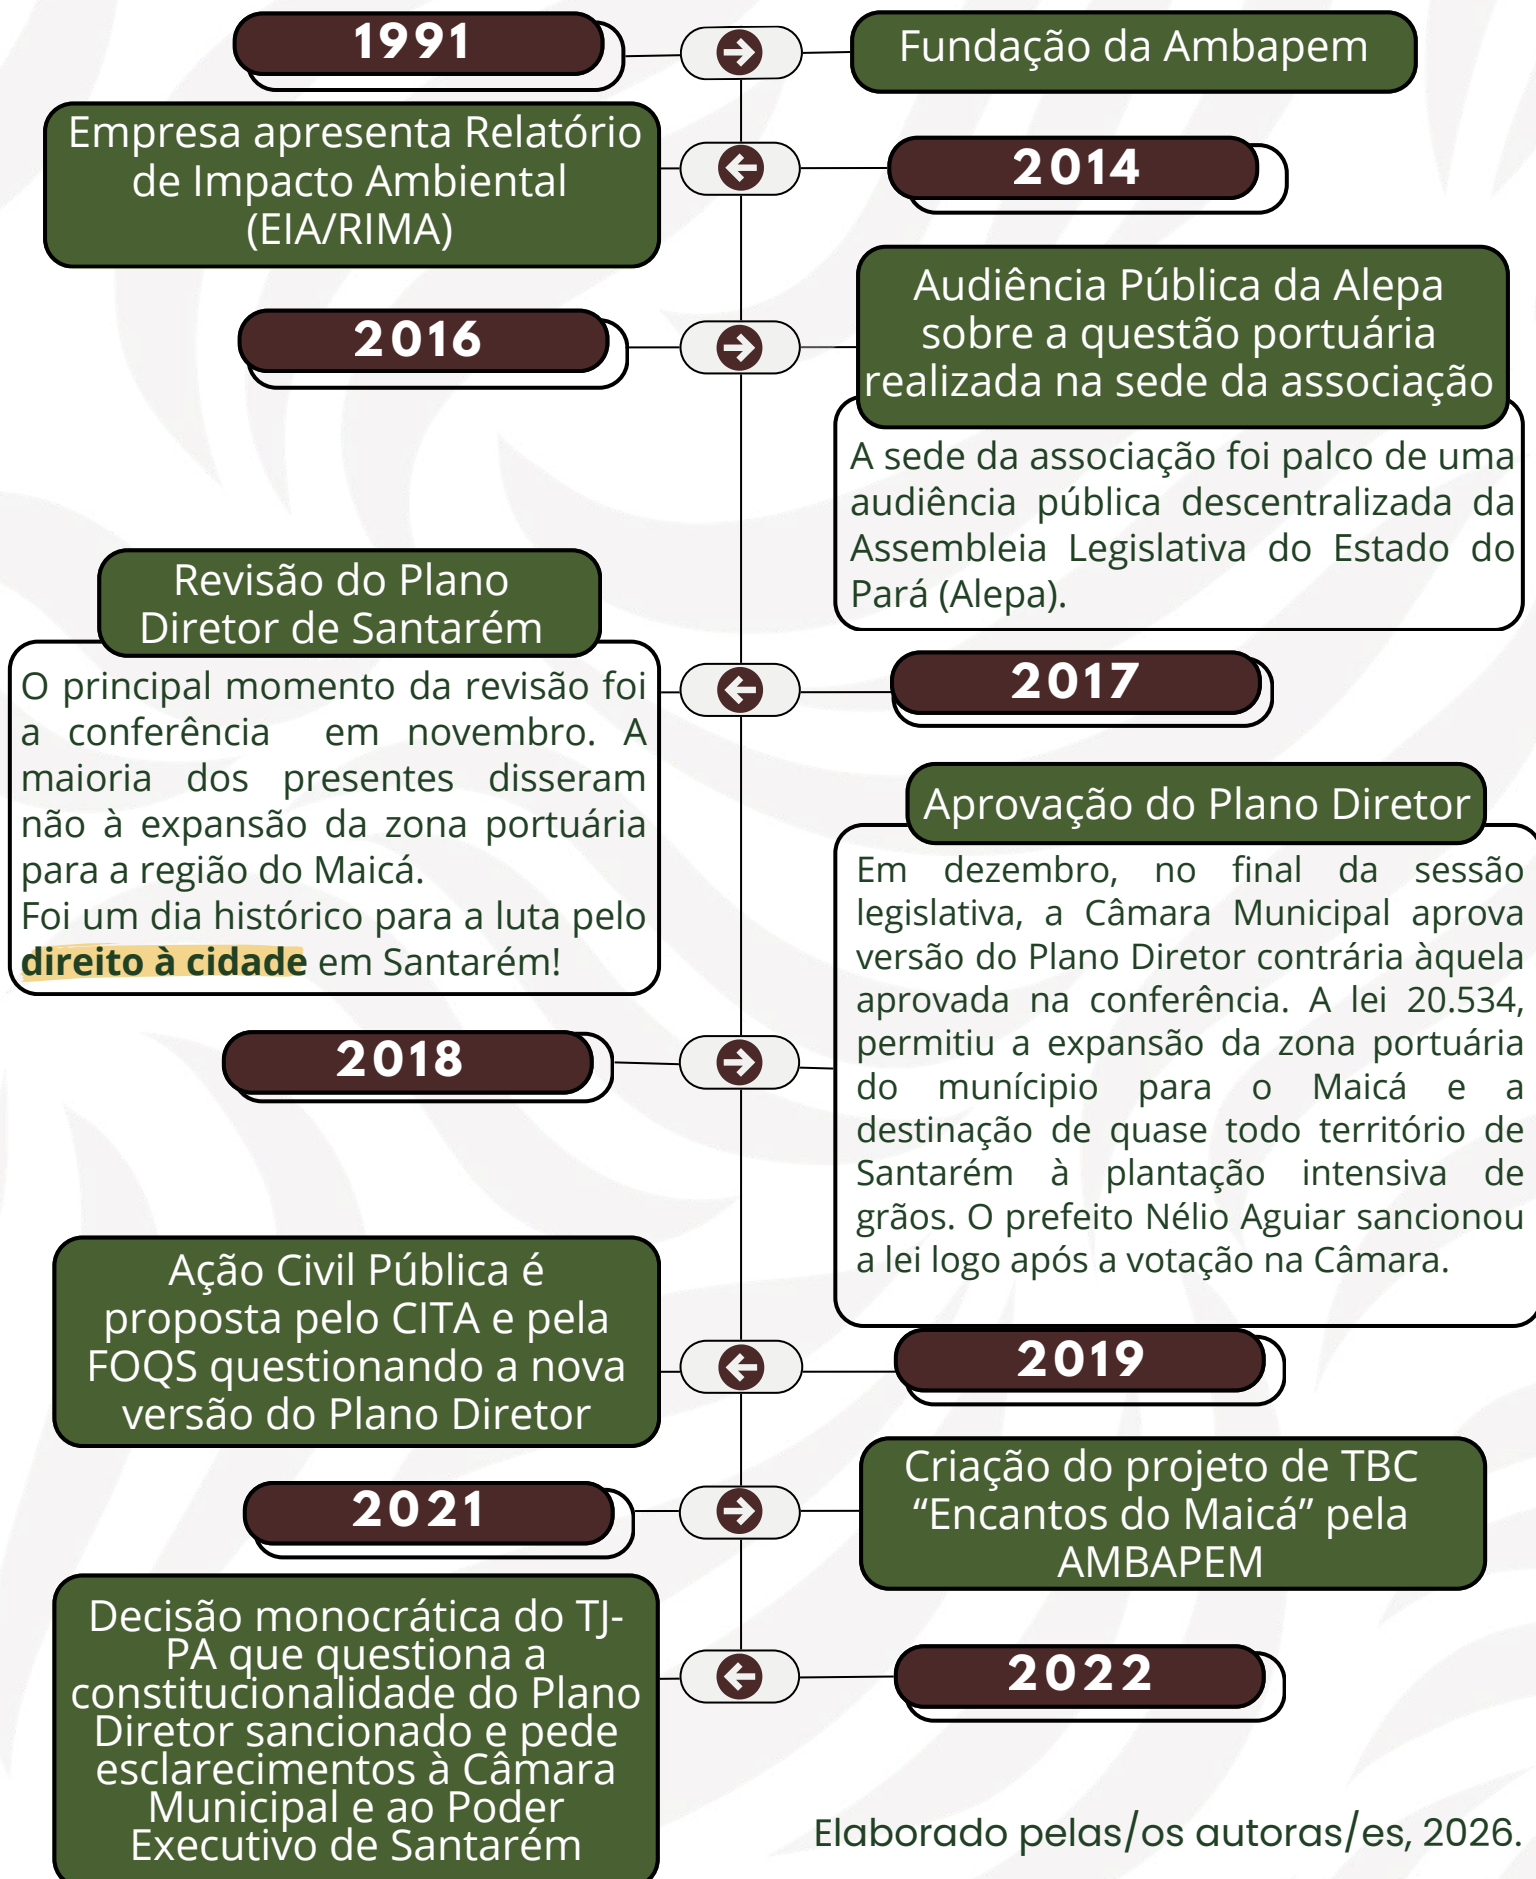 1991
Fundação da Ambapem
Empresa apresenta Relatório
de Impacto Ambiental
(EIA/RIMA)
2014
2016
Audiência Pública da Alepa
sobre a questão portuária
realizada na sede da associação
A sede da associação foi palco de uma
audiência pública descentralizada da
Assembleia Legislativa do Estado do
Pará (Alepa).
Revisão do Plano
Diretor de Santarém
O principal momento da revisão foi
a conferência em novembro. A
maioria dos presentes disseram
não à expansão da zona portuária
para a região do Maicá.
Foi um dia histórico para a luta pelo
direito à cidade em Santarém!
2017
2018
Aprovação do Plano Diretor
Em dezembro, no final da sessão
legislativa, a Câmara Municipal aprova
versão do Plano Diretor contrária àquela
aprovada na conferência. A lei 20.534,
permitiu a expansão da zona portuária
do munícipio para o Maicá e a
destinação de quase todo território de
Santarém à plantação intensiva de
grãos. O prefeito Nélio Aguiar sancionou
a lei logo após a votação na Câmara.
Ação Civil Pública é
proposta pelo CITA e pela
FOQS questionando a nova
versão do Plano Diretor
2019
2021
Criação do projeto de TBC
“Encantos do Maicá” pela
AMBAPEM
Decisão monocrática do TJ-
PA que questiona a
constitucionalidade do Plano
Diretor sancionado e pede
esclarecimentos à Câmara
Municipal e ao Poder
Executivo de Santarém
2022
Elaborado pelas/os autoras/es, 2026.